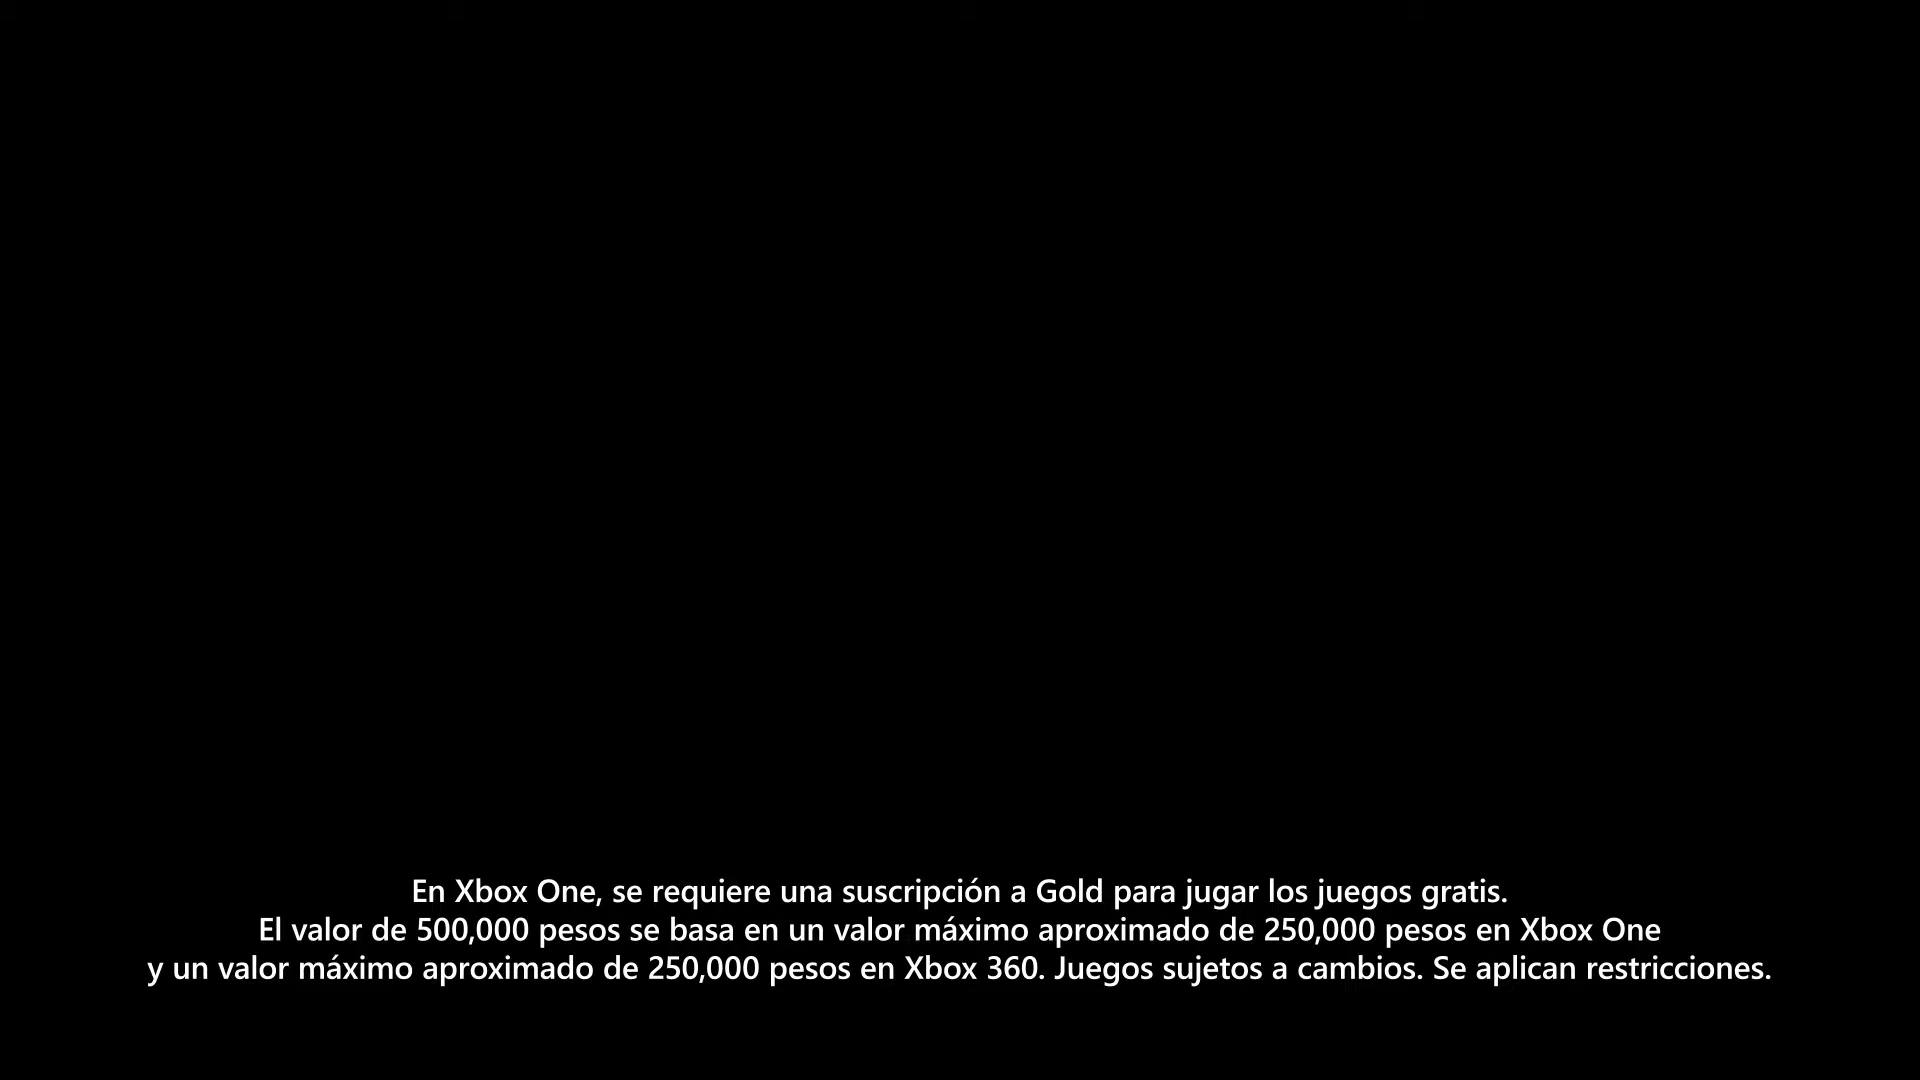 En Xbox One, se requiere una suscripción a Gold para jugar los juegos gratis.
El valor de 500,000 pesos se basa en un valor máximo aproximado de 250,000 pesos en Xbox One
y un valor máximo aproximado de 250,000 pesos en Xbox 360. Juegos sujetos a cambios. Se aplican restricciones.